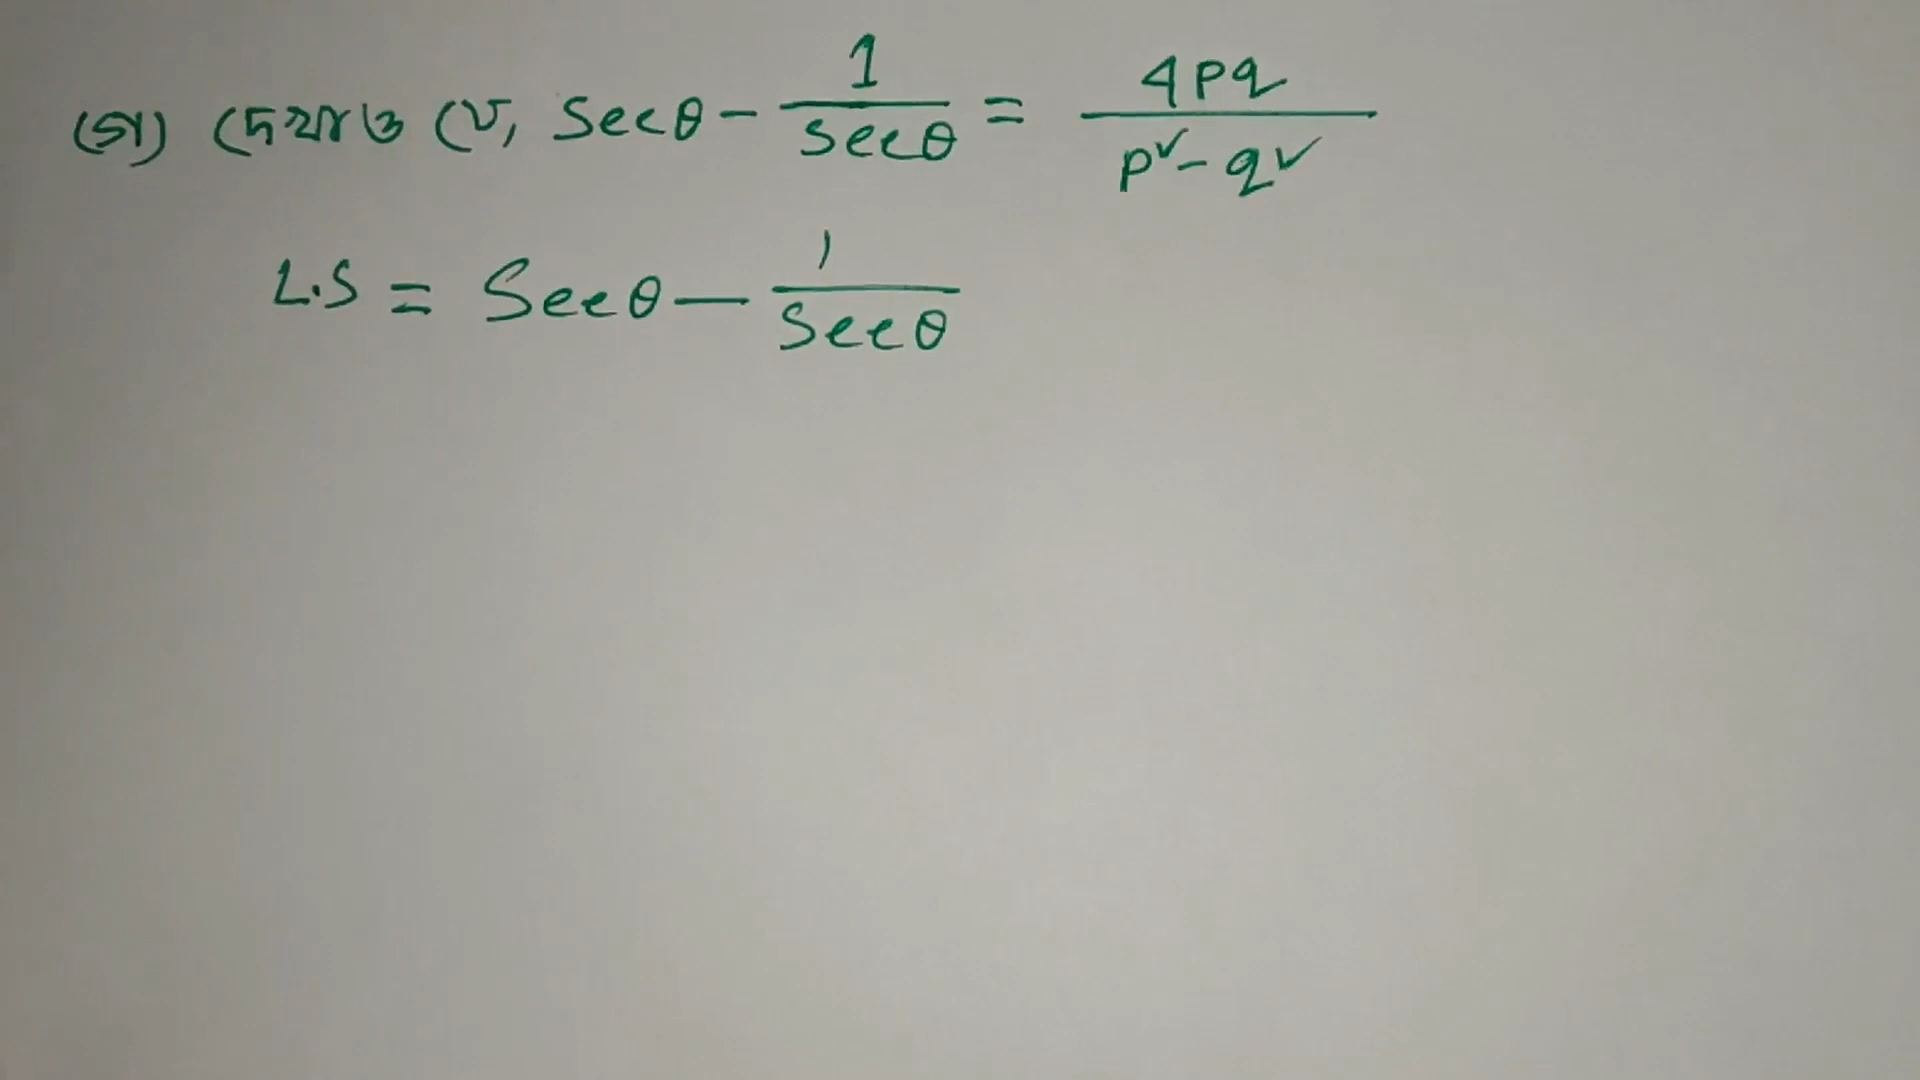 (গ) দেখাও যে, secθ - 1/secθ = 4pq/p² - q²
L.S = Secθ - 1/Secθ